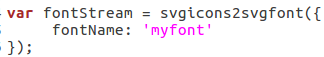 var fontStream = svgicons2svgfont({
    fontName: 'myfont'
});